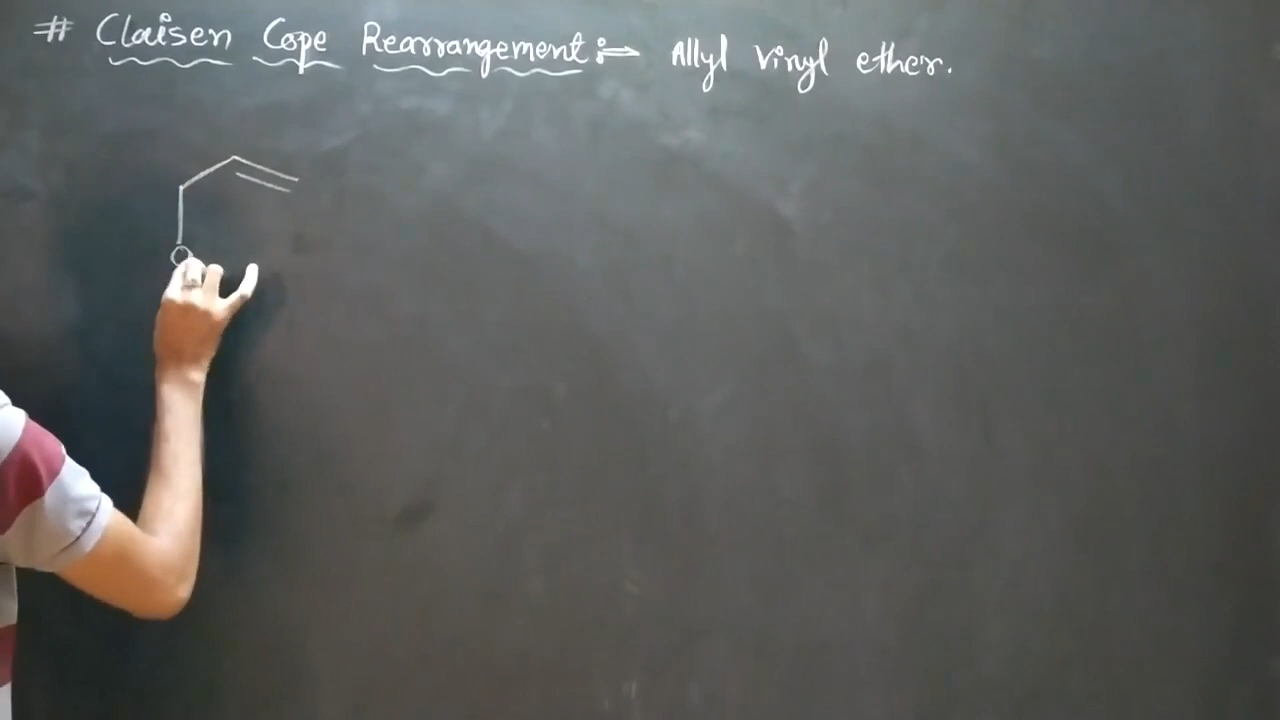 # Claisen Cope Rearrangement :⇒ Allyl vinyl ether.
O